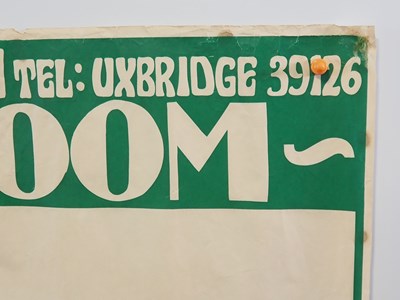 TEL: UXBRIDGE 39126
OOM ~